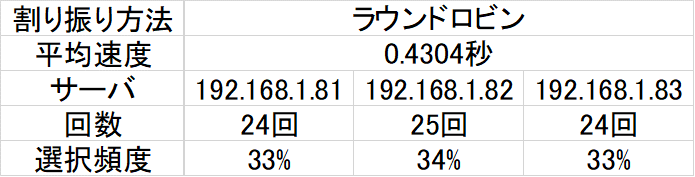 割り振り方法 ラウンドロビン
平均速度 0.4304秒
サーバ 192.168.1.81 192.168.1.82 192.168.1.83
回数 24回 25回 24回
選択頻度 33% 34% 33%